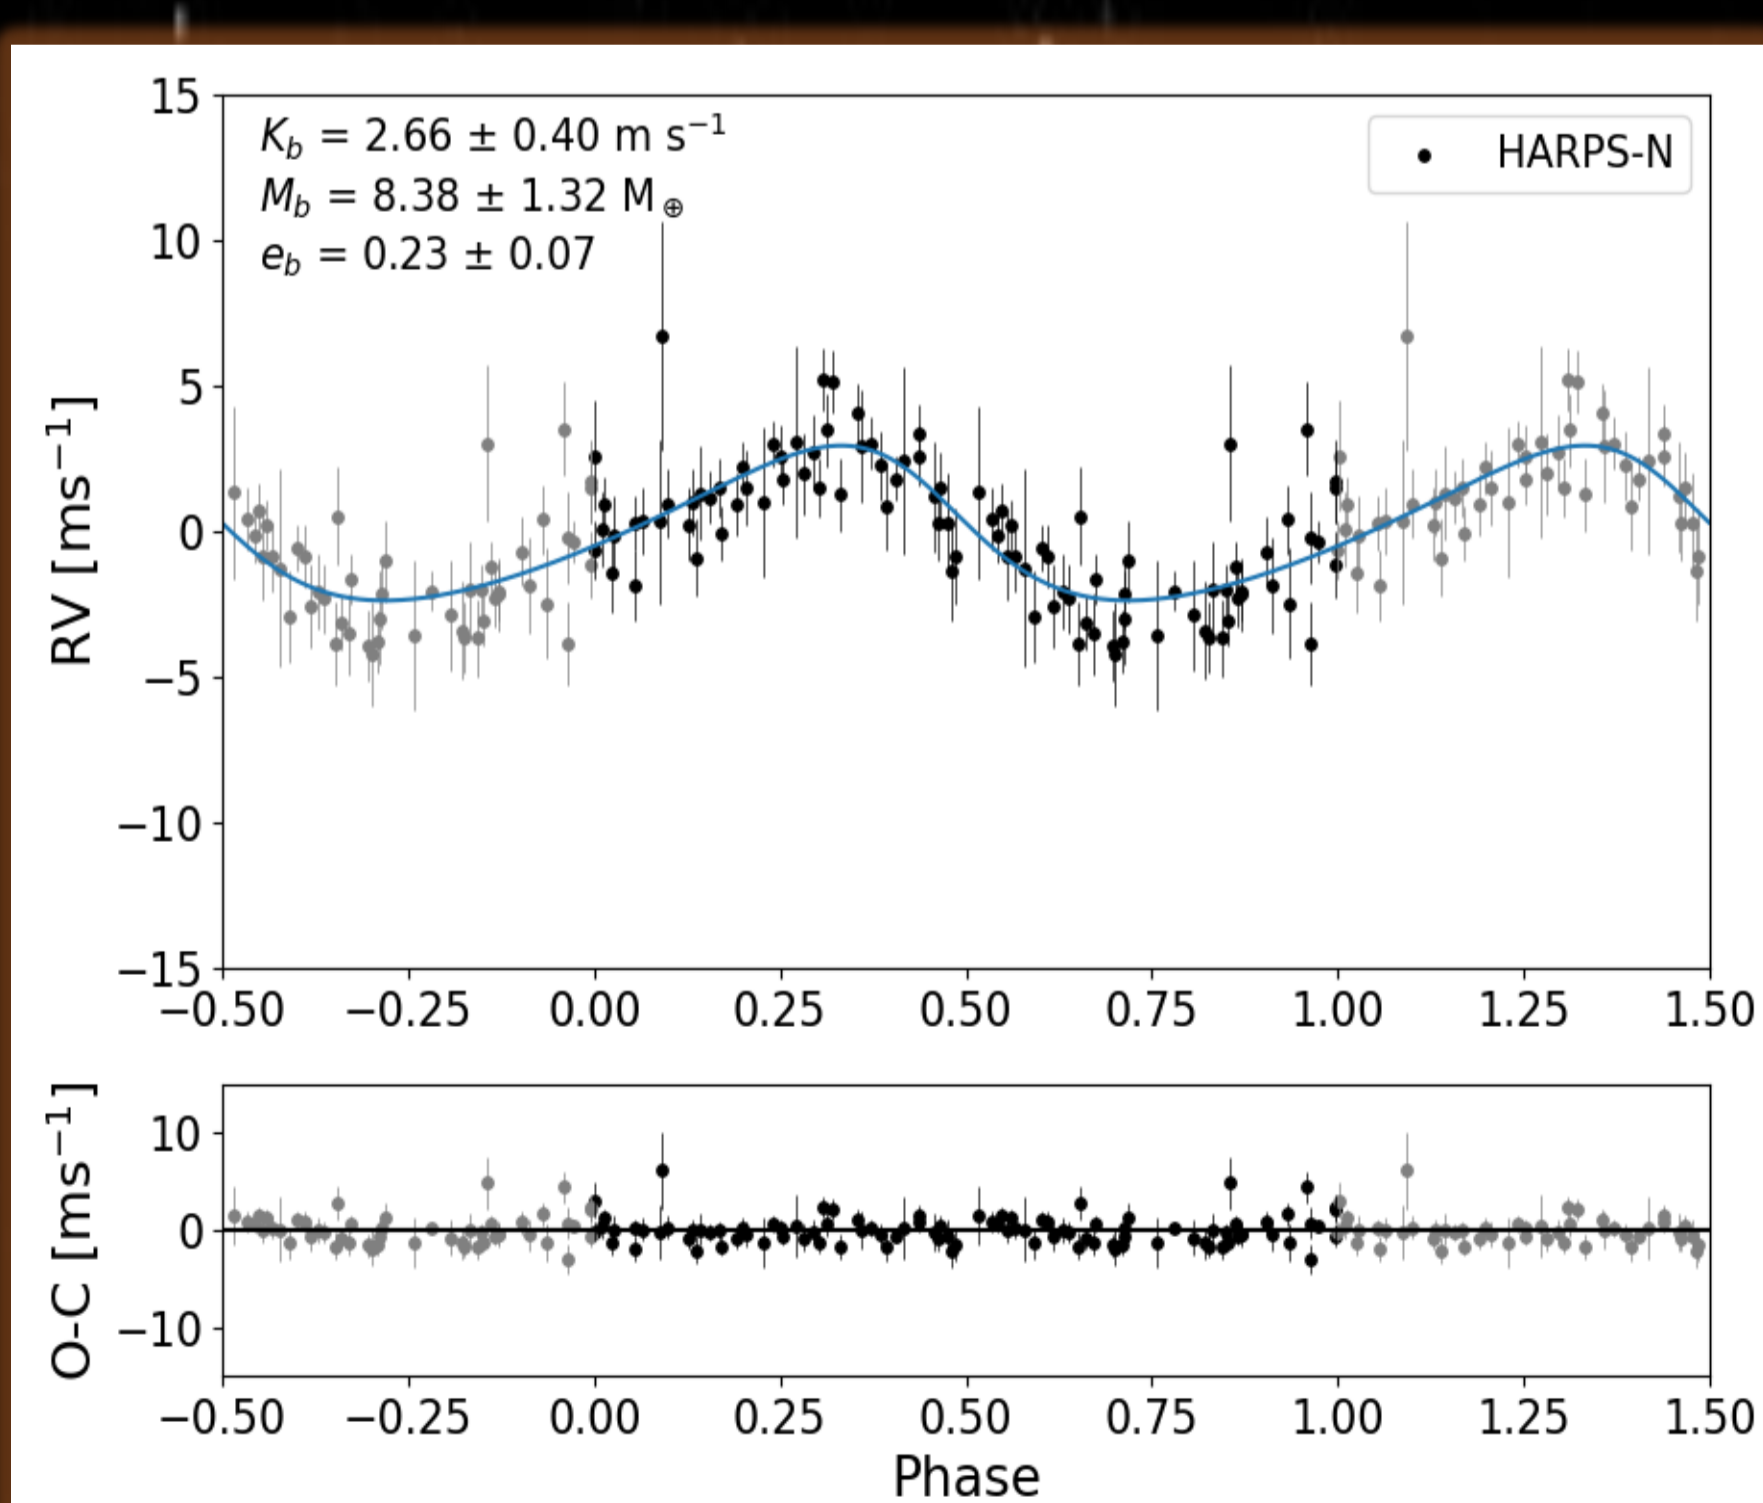 15
K_b = 2.66 ± 0.40 m s⁻¹
HARPS-N
M_b = 8.38 ± 1.32 M⊕
10
e_b = 0.23 ± 0.07
5
RV [ms⁻¹]
0
−5
−10
−15
−0.50 −0.25 0.00 0.25 0.50 0.75 1.00 1.25 1.50
10
O-C [ms⁻¹]
0
−10
−0.50 −0.25 0.00 0.25 0.50 0.75 1.00 1.25 1.50
Phase